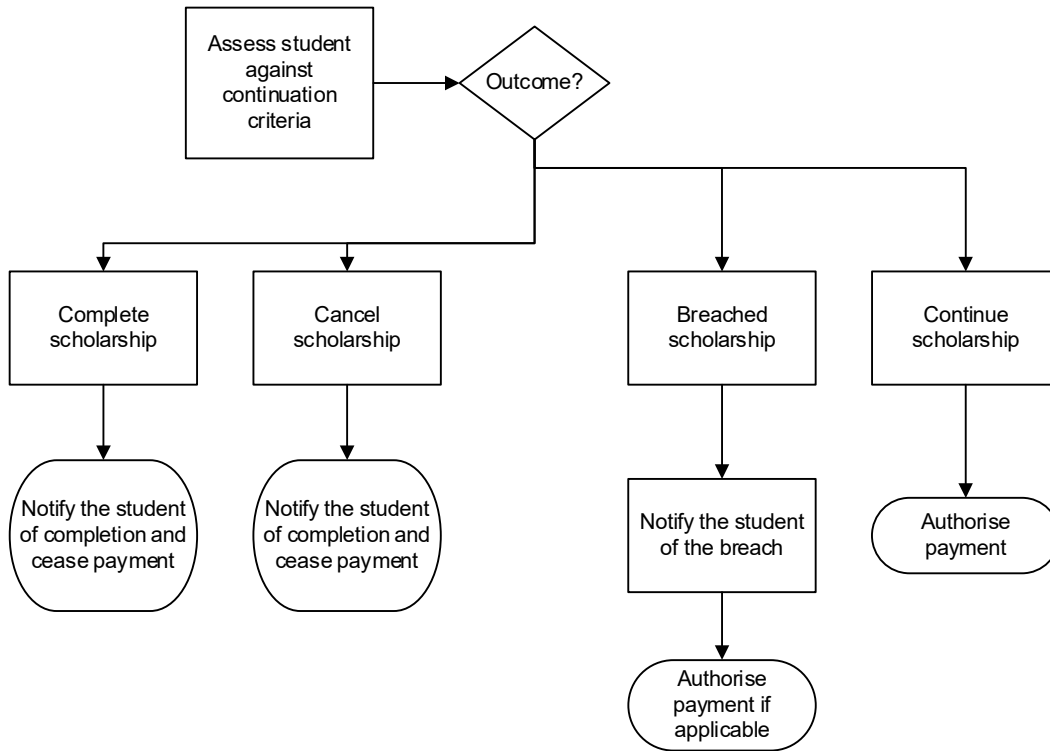 Assess student
against
continuation
criteria
Outcome?
Complete
scholarship
Cancel
scholarship
Breached
scholarship
Continue
scholarship
Notify the student
of completion and
cease payment
Notify the student
of completion and
cease payment
Notify the student
of the breach
Authorise
payment
Authorise
payment if
applicable